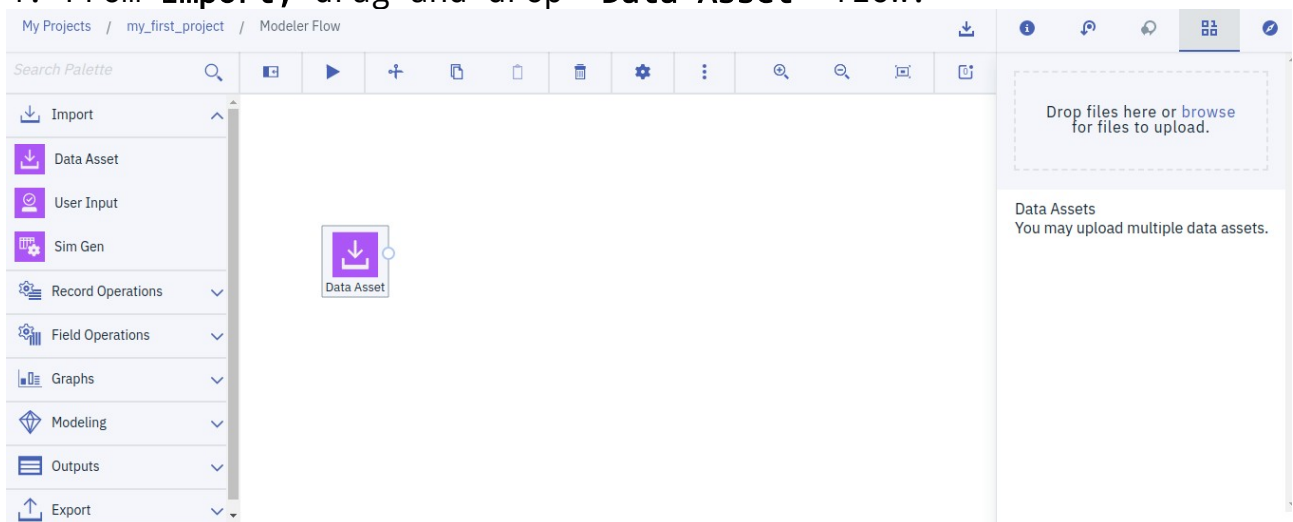 My Projects / my_first_project / Modeler Flow
Search Palette
Import
Data Asset
User Input
Sim Gen
Record Operations
Field Operations
Graphs
Modeling
Outputs
Export
Data Asset
Drop files here or browse
for files to upload.
Data Assets
You may upload multiple data assets.